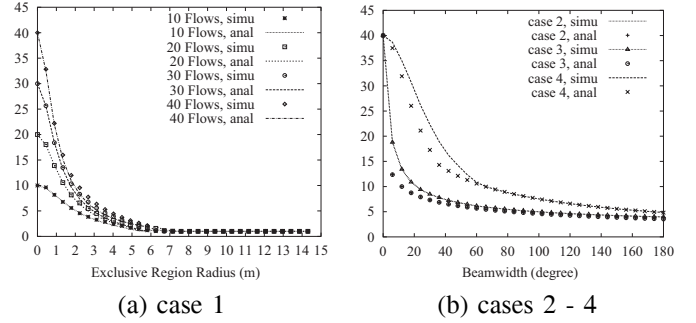 45
40
35
30
25
20
15
10
5
0
10 Flows, simu
10 Flows, anal
20 Flows, simu
20 Flows, anal
30 Flows, simu
30 Flows, anal
40 Flows, simu
40 Flows, anal
0 1 2 3 4 5 6 7 8 9 10 11 12 13 14 15
Exclusive Region Radius (m)
(a) case 1
45
40
35
30
25
20
15
10
5
0
case 2, simu
case 2, anal
case 3, simu
case 3, anal
case 4, simu
case 4, anal
0 20 40 60 80 100 120 140 160 180
Beamwidth (degree)
(b) cases 2 - 4